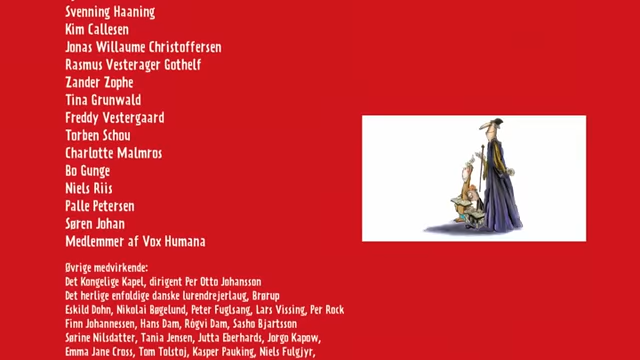 Svenning Haaning
Kim Callesen
Jonas Willaume Christoffersen
Rasmus Vesterager Gothelf
Zander Zophe
Tina Grunwald
Freddy Vestergaard
Torben Schou
Charlotte Malmros
Bo Gunge
Niels Riis
Palle Petersen
Søren Johan
Medlemmer af Vox Humana
Øvrige medvirkende:
Det Kongelige Kapel, dirigent Per Otto Johansson
Det herlige enfoldige danske lurendrejerlaug, Brørup
Eskild Dohn, Nikolai Bøgelund, Peter Fuglsang, Lars Vissing, Per Rock
Finn Johannessen, Hans Dam, Rógvi Dam, Sasho Bjartsson
Sørine Nilsdatter, Tania Jensen, Jutta Eberhards, Jorgo Kapow,
Emma Jane Cross, Tom Tolstoj, Kasper Pauking, Niels Fulgjyr,